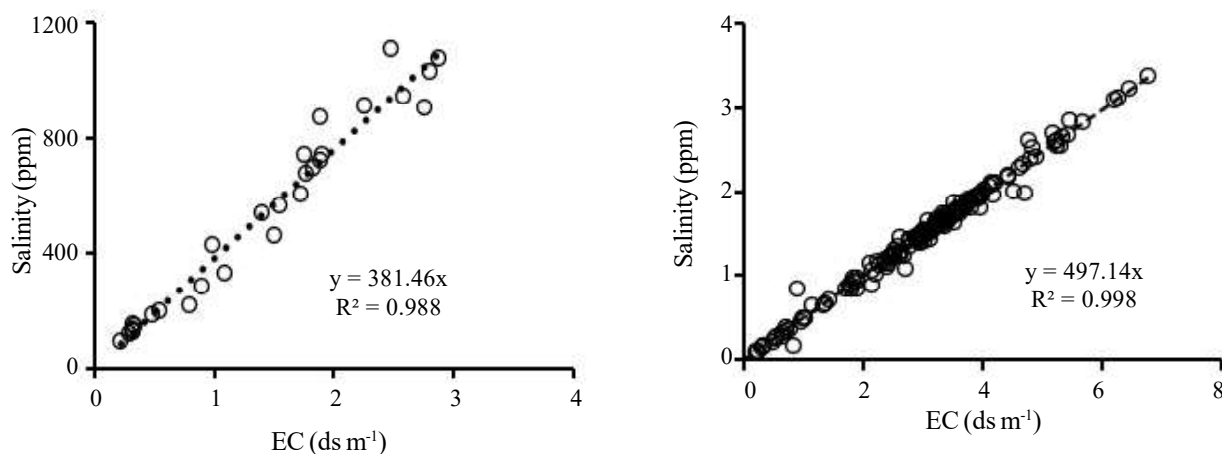 1200
800
400
0
Salinity (ppm)
y = 381.46x
R² = 0.988
0 1 2 3 4
EC (ds m⁻¹)
4
3
2
1
0
Salinity (ppm)
y = 497.14x
R² = 0.998
0 2 4 6 8
EC (ds m⁻¹)